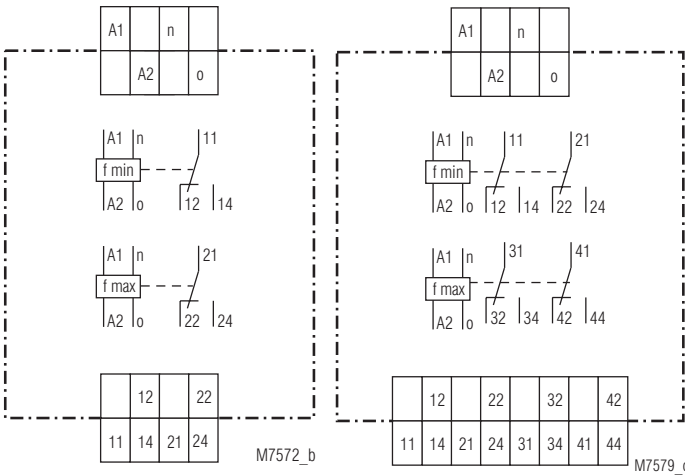 A1 n
A2 o
A1 n 11
f min
A2 o 12 14
A1 n 21
f max
A2 o 22 24
12 22
11 14 21 24
M7572_b
A1 n
A2 o
A1 n 11 21
f min
A2 o 12 14 22 24
A1 n 31 41
f max
A2 o 32 34 42 44
12 22 32 42
11 14 21 24 31 34 41 44